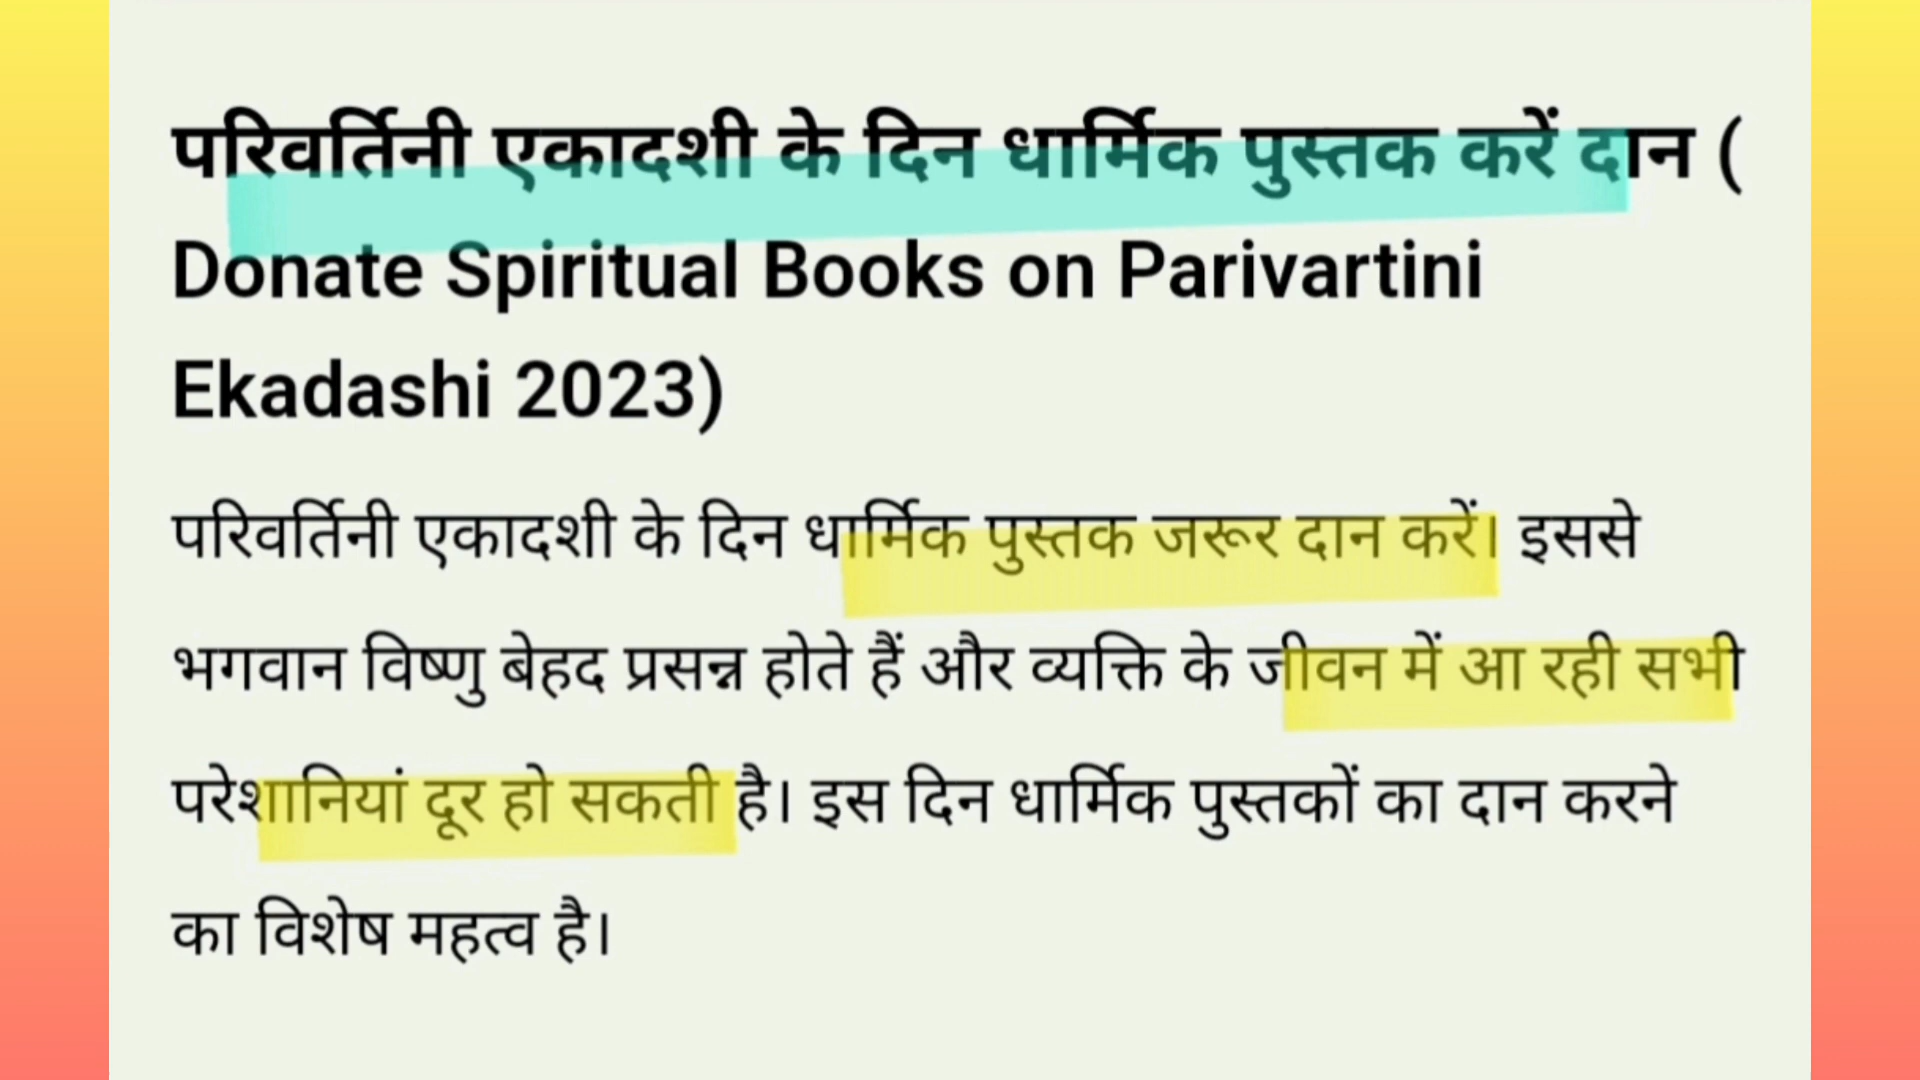 परिवर्तिनी एकादशी के दिन धार्मिक पुस्तक करें दान (
Donate Spiritual Books on Parivartini
Ekadashi 2023)
परिवर्तिनी एकादशी के दिन धार्मिक पुस्तक जरूर दान करें। इससे
भगवान विष्णु बेहद प्रसन्न होते हैं और व्यक्ति के जीवन में आ रही सभी
परेशानियां दूर हो सकती है। इस दिन धार्मिक पुस्तकों का दान करने
का विशेष महत्व है।